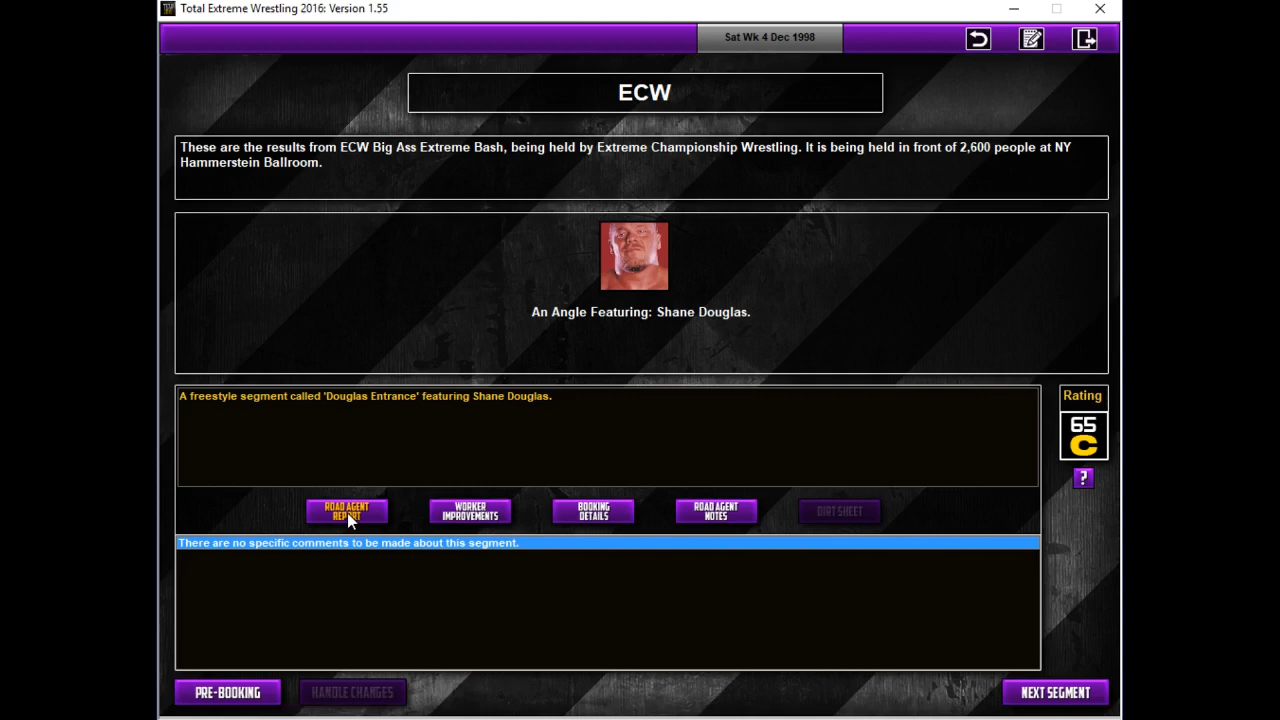 Total Extreme Wrestling 2016: Version 1.55
Sat Wk 4 Dec 1998
ECW
These are the results from ECW Big Ass Extreme Bash, being held by Extreme Championship Wrestling. It is being held in front of 2,600 people at NY
Hammerstein Ballroom.
An Angle Featuring: Shane Douglas.
A freestyle segment called 'Douglas Entrance' featuring Shane Douglas.
Rating
65
C
?
ROAD AGENT
REPORT
WORKER
IMPROVEMENTS
BOOKING
DETAILS
ROAD AGENT
NOTES
DIRT SHEET
There are no specific comments to be made about this segment.
PRE-BOOKING
HANDLE CHANGES
NEXT SEGMENT